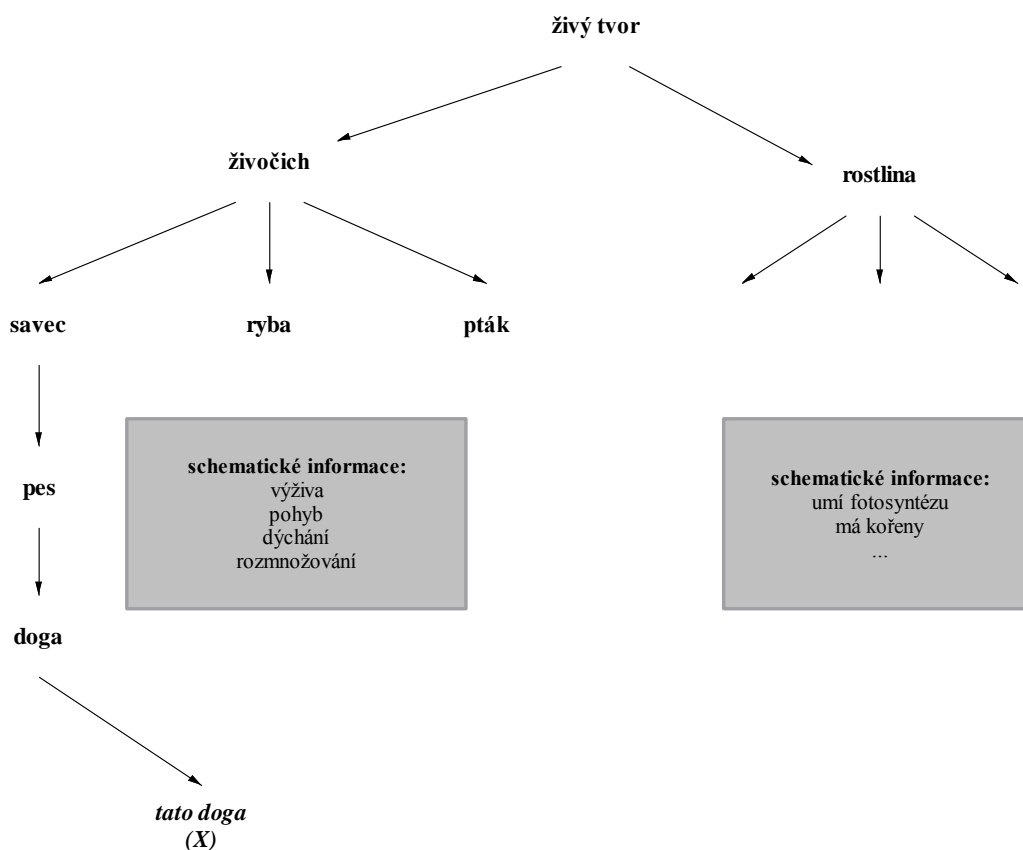 živý tvor
živočich
rostlina
savec
ryba
pták
schematické informace:
výživa
pohyb
dýchání
rozmnožování
schematické informace:
umí fotosyntézu
má kořeny
...
pes
doga
tato doga
(X)